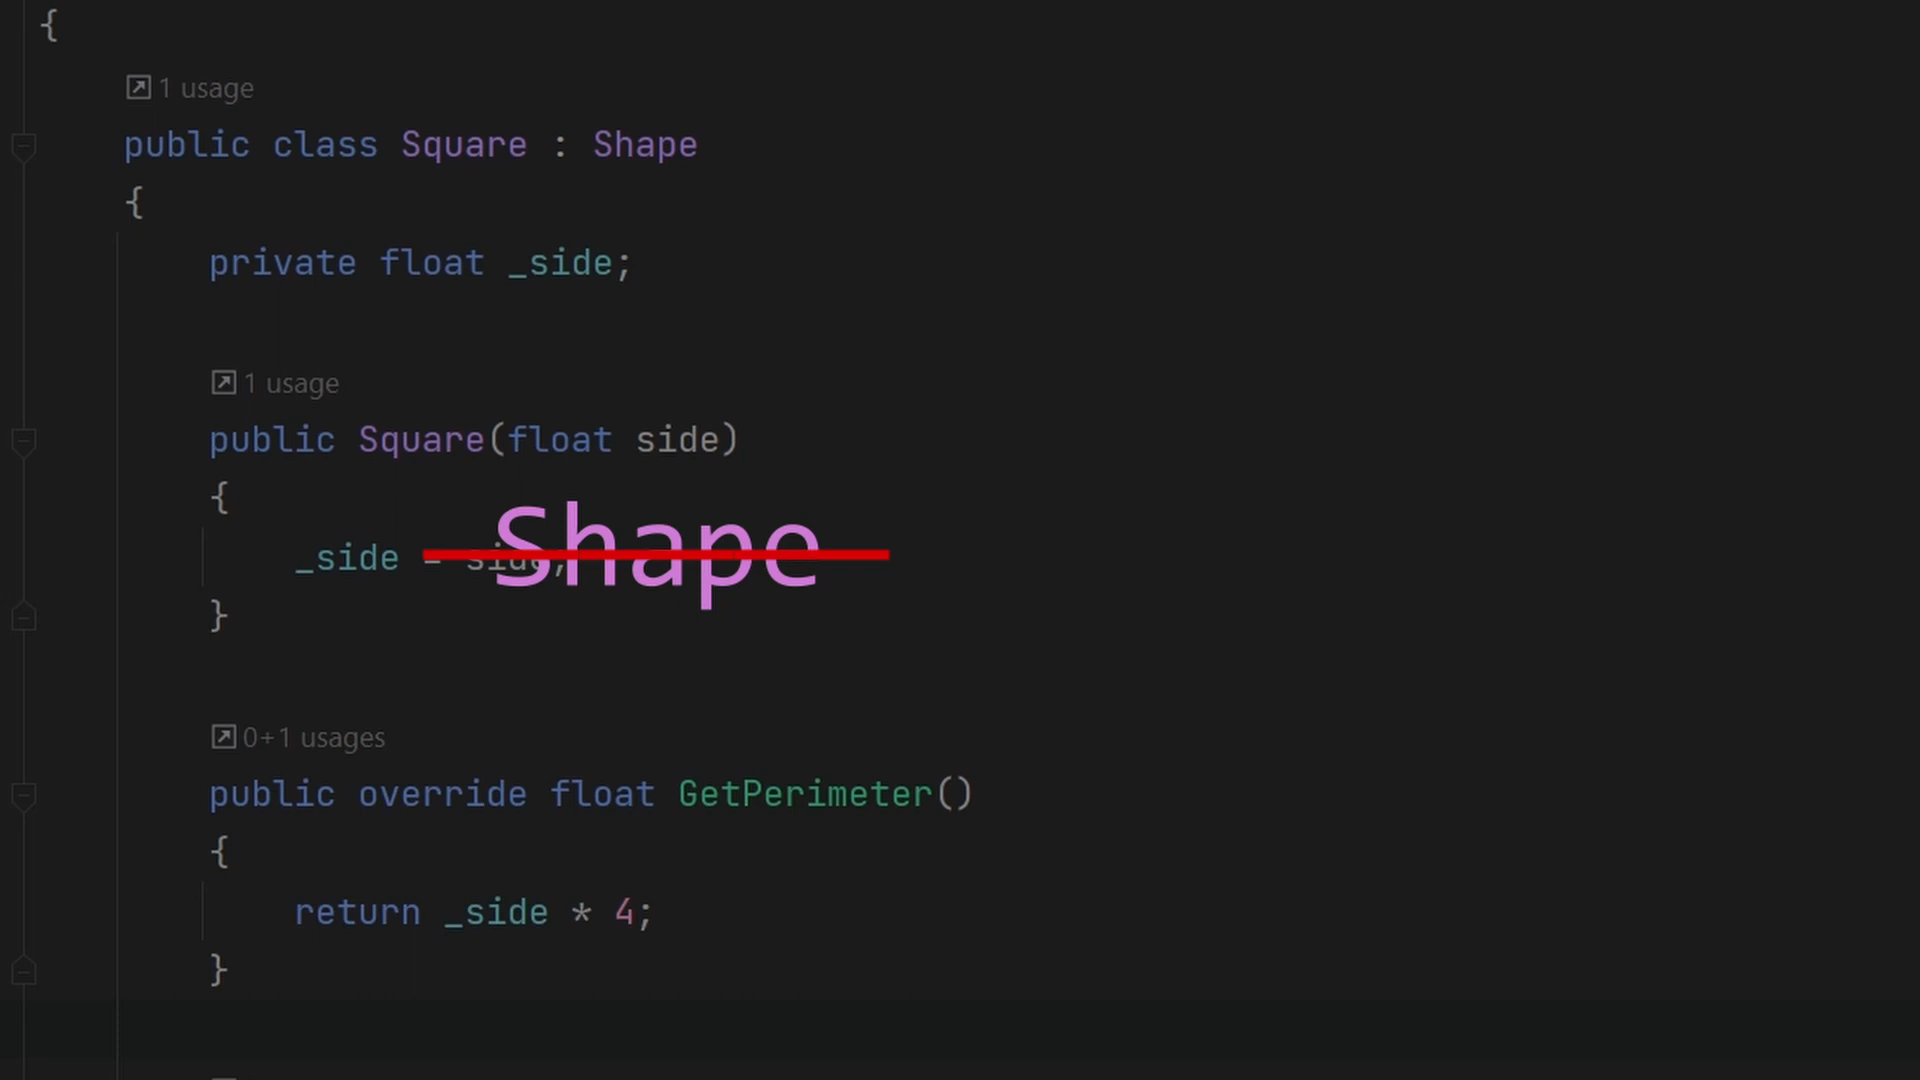 {
1 usage
public class Square : Shape
{
private float _side;
1 usage
public Square(float side)
{
_side = side;
Shape
}
0+1 usages
public override float GetPerimeter()
{
return _side * 4;
}